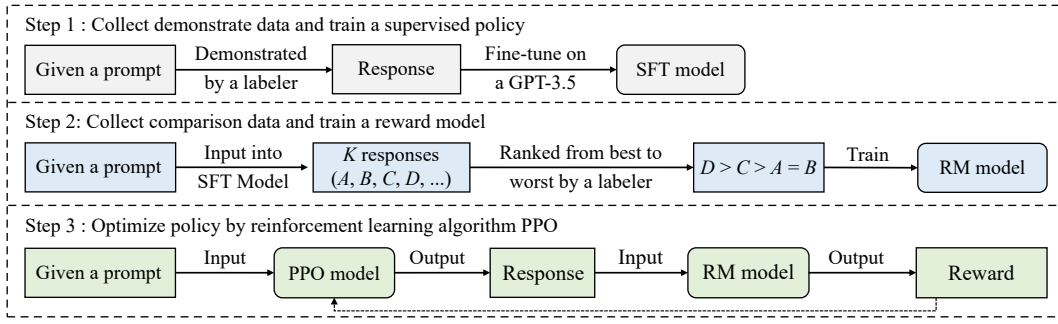 Step 1 : Collect demonstrate data and train a supervised policy
Given a prompt
Demonstrated
by a labeler
Response
Fine-tune on
a GPT-3.5
SFT model
Step 2: Collect comparison data and train a reward model
Given a prompt
Input into
SFT Model
K responses
(A, B, C, D, ...)
Ranked from best to
worst by a labeler
D > C > A = B
Train
RM model
Step 3 : Optimize policy by reinforcement learning algorithm PPO
Given a prompt
Input
PPO model
Output
Response
Input
RM model
Output
Reward